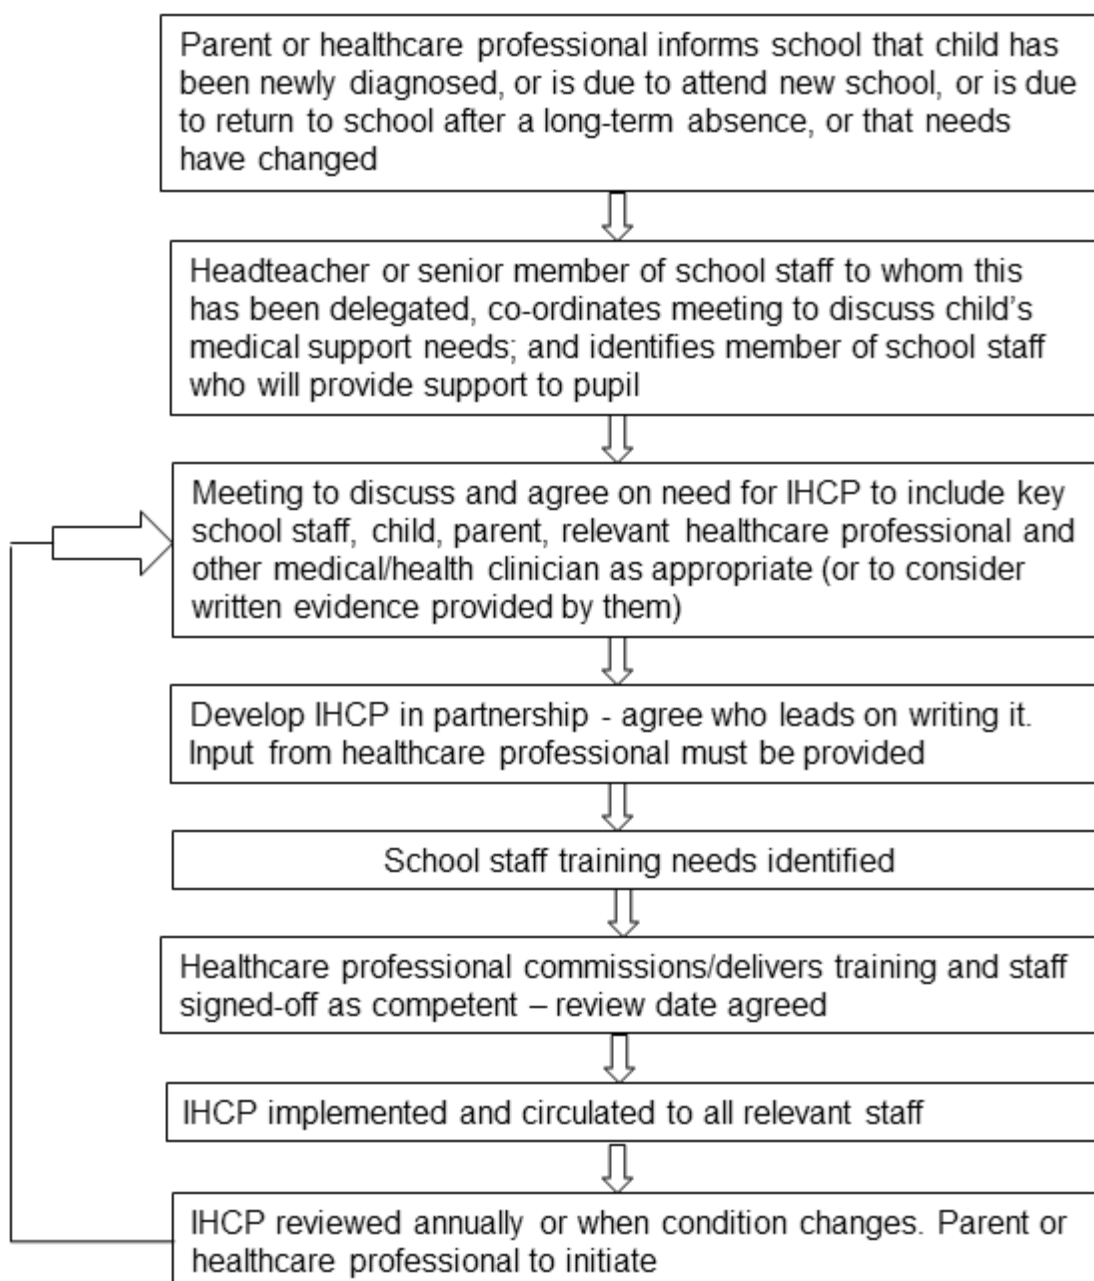 Parent or healthcare professional informs school that child has
been newly diagnosed, or is due to attend new school, or is due
to return to school after a long-term absence, or that needs
have changed
Headteacher or senior member of school staff to whom this
has been delegated, co-ordinates meeting to discuss child's
medical support needs; and identifies member of school staff
who will provide support to pupil
Meeting to discuss and agree on need for IHCP to include key
school staff, child, parent, relevant healthcare professional and
other medical/health clinician as appropriate (or to consider
written evidence provided by them)
Develop IHCP in partnership - agree who leads on writing it.
Input from healthcare professional must be provided
School staff training needs identified
Healthcare professional commissions/delivers training and staff
signed-off as competent – review date agreed
IHCP implemented and circulated to all relevant staff
IHCP reviewed annually or when condition changes. Parent or
healthcare professional to initiate